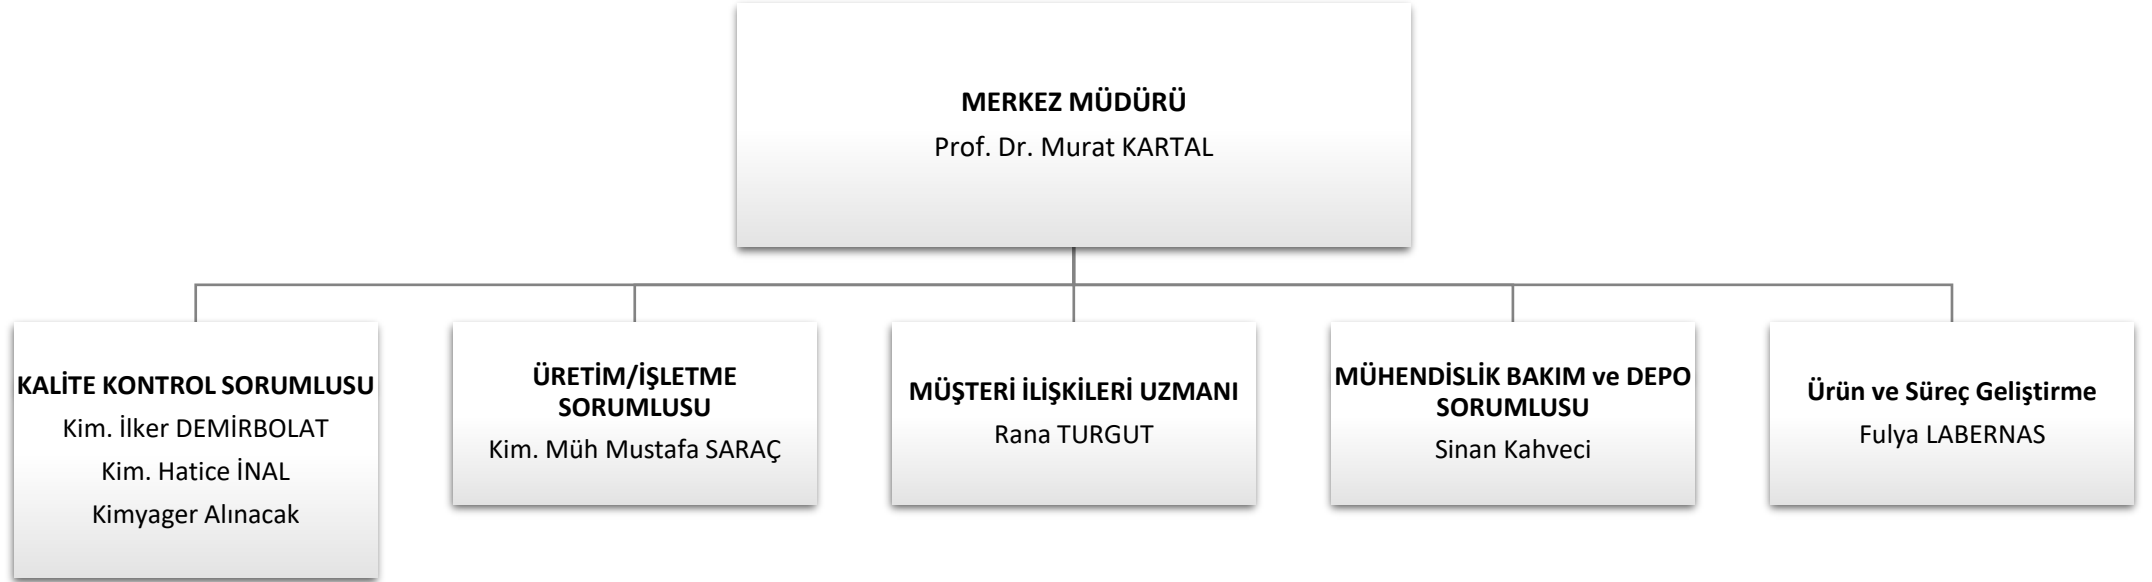 MERKEZ MÜDÜRÜ
Prof. Dr. Murat KARTAL
KALİTE KONTROL SORUMLUSU
Kim. İlker DEMİRBOLAT
Kim. Hatice İNAL
Kimyager Alınacak
ÜRETİM/İŞLETME
SORUMLUSU
Kim. Müh Mustafa SARAÇ
MÜŞTERİ İLİŞKİLERİ UZMANI
Rana TURGUT
MÜHENDİSLİK BAKIM ve DEPO
SORUMLUSU
Sinan Kahveci
Ürün ve Süreç Geliştirme
Fulya LABERNAS